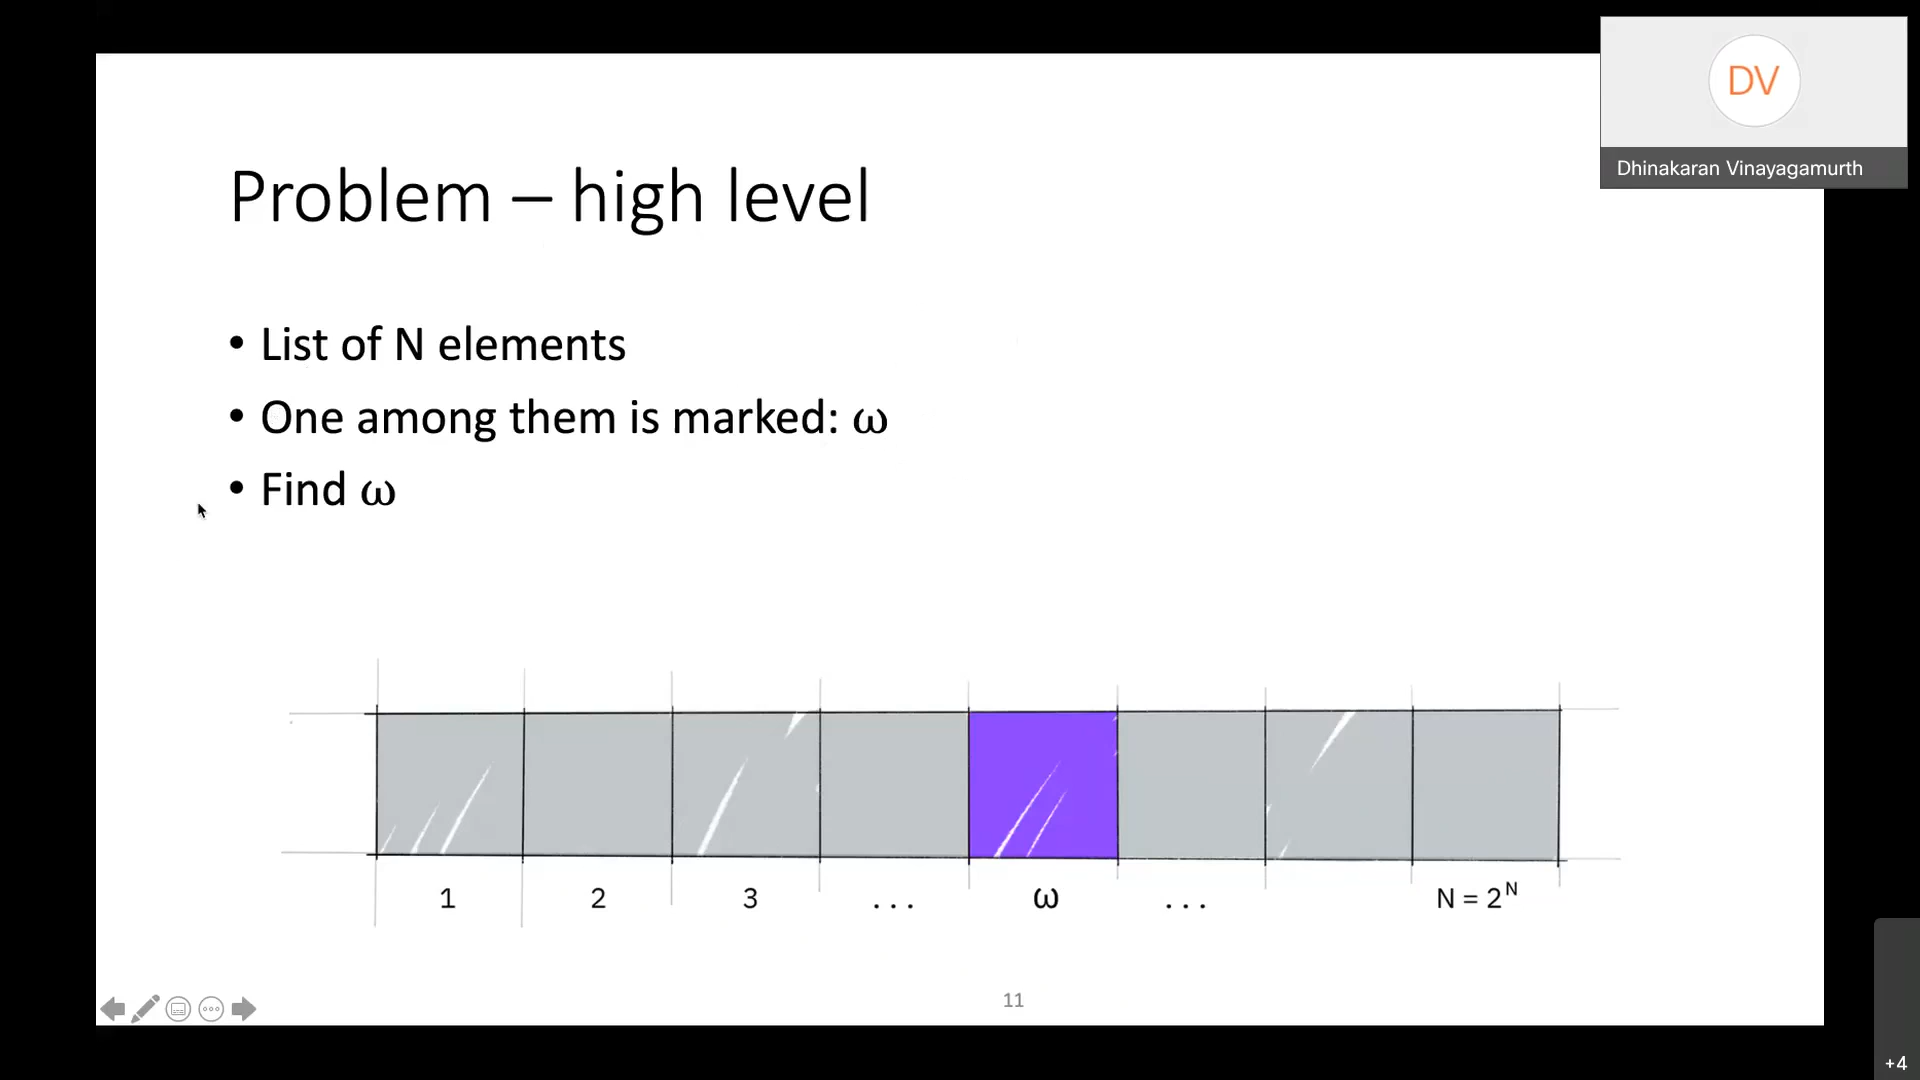 DV
Dhinakaran Vinayagamurth
Problem – high level
• List of N elements
• One among them is marked: ω
• Find ω
1 2 3 ... ω ... N = 2ᴺ
11
+4